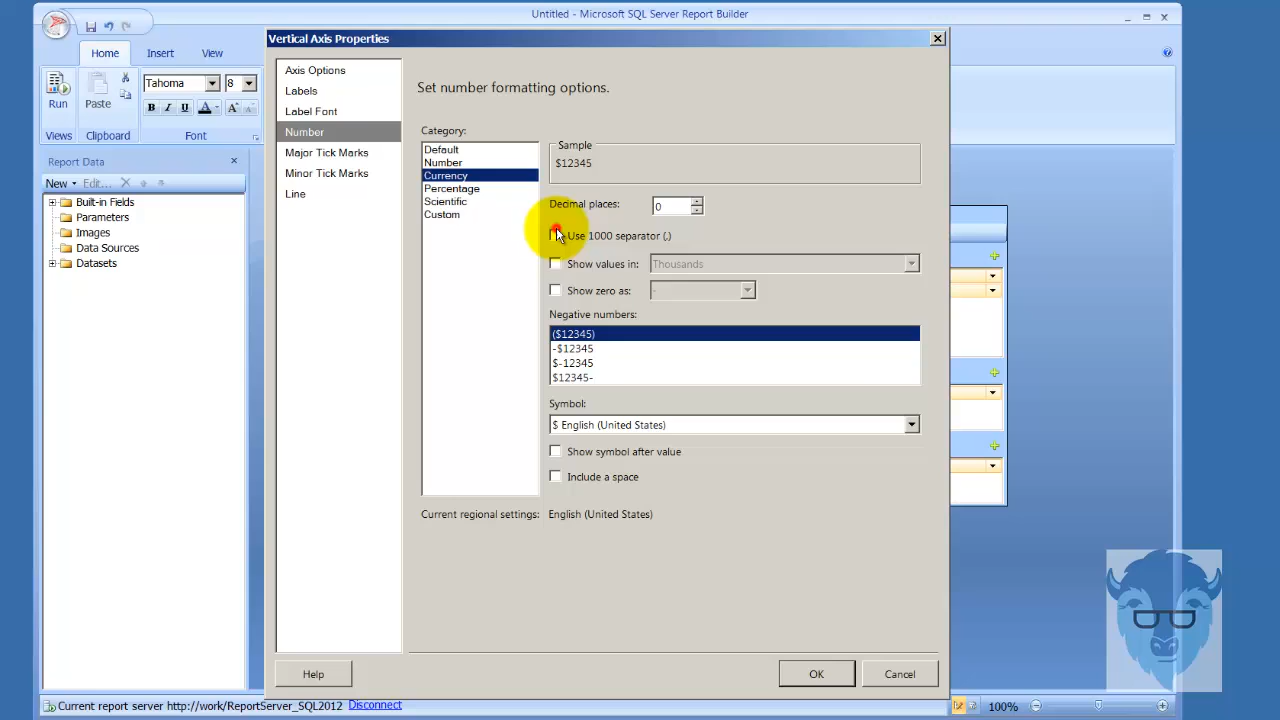 Untitled - Microsoft SQL Server Report Builder
Home
Insert
View
Tahoma
8
B I U A
A A
Run
Paste
Views
Clipboard
Font
Report Data
New
Edit...
Built-in Fields
Parameters
Images
Data Sources
Datasets
Vertical Axis Properties
Axis Options
Labels
Label Font
Number
Major Tick Marks
Minor Tick Marks
Line
Set number formatting options.
Category:
Default
Number
Currency
Percentage
Scientific
Custom
Sample
$12345
Decimal places:
0
Use 1000 separator (,)
Show values in:
Thousands
Show zero as:
-
Negative numbers:
($12345)
-$12345
$-12345
$12345-
Symbol:
$ English (United States)
Show symbol after value
Include a space
Current regional settings: English (United States)
Help
OK
Cancel
Current report server http://work/ReportServer_SQL2012 Disconnect
100%